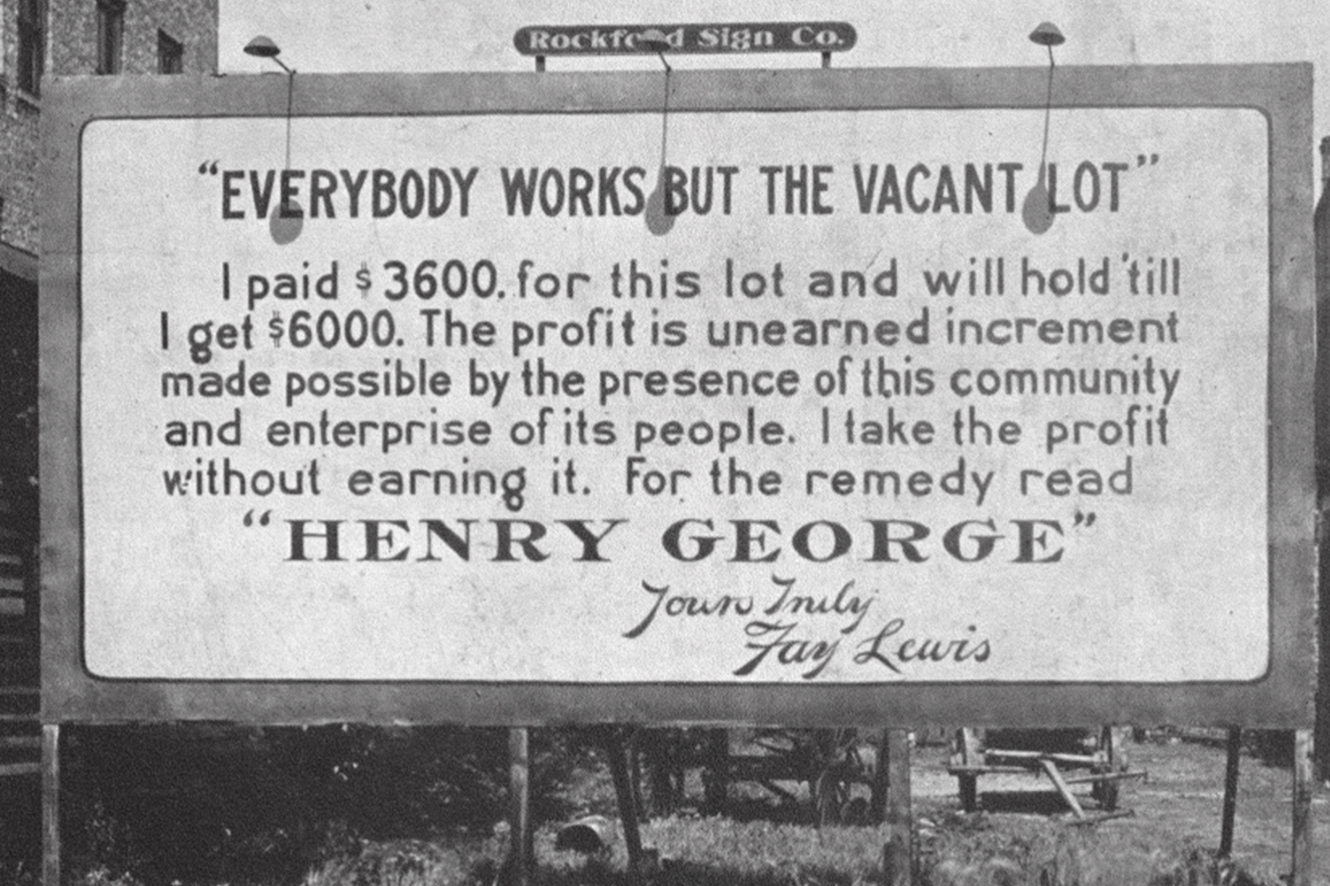 Rockford Sign Co.
"EVERYBODY WORKS BUT THE VACANT LOT"
I paid $3600. for this lot and will hold 'till
I get $6000. The profit is unearned increment
made possible by the presence of this community
and enterprise of its people. I take the profit
without earning it. For the remedy read
"HENRY GEORGE"
Yours Truly
Fay Lewis